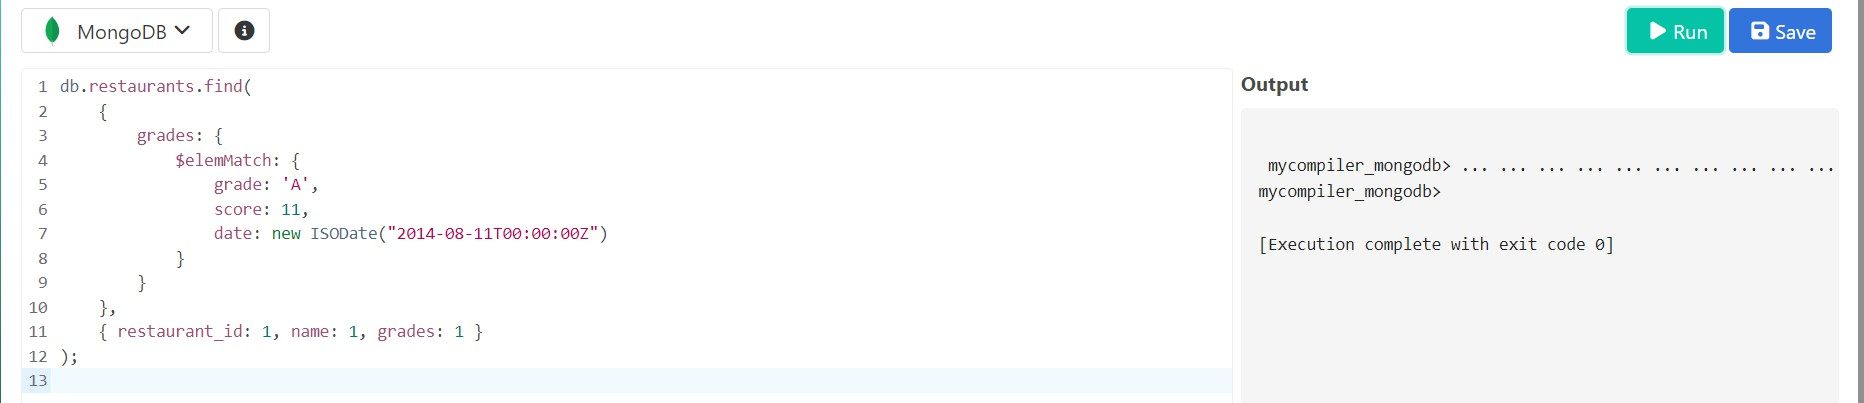 MongoDB
Run
Save
1 db.restaurants.find(
2     {
3         grades: {
4             $elemMatch: {
5                 grade: 'A',
6                 score: 11,
7                 date: new ISODate("2014-08-11T00:00:00Z")
8             }
9         }
10     },
11     { restaurant_id: 1, name: 1, grades: 1 }
12 );
13
Output
mycompiler_mongodb> ... ... ... ... ... ... ... ... ... ...
mycompiler_mongodb>
[Execution complete with exit code 0]